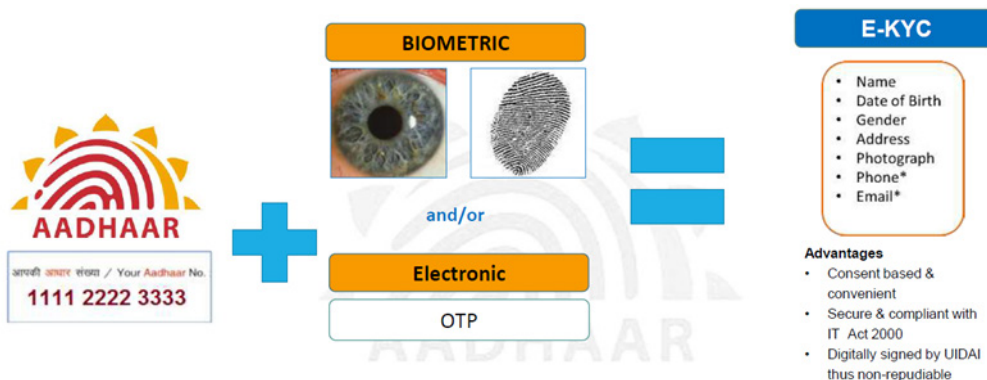 AADHAAR
आपकी आधार संख्या / Your Aadhaar No.
1111 2222 3333
BIOMETRIC
and/or
Electronic
OTP
AADHAAR
E-KYC
• Name
• Date of Birth
• Gender
• Address
• Photograph
• Phone*
• Email*
Advantages
• Consent based &
convenient
• Secure & compliant with
IT Act 2000
• Digitally signed by UIDAI
thus non-repudiable